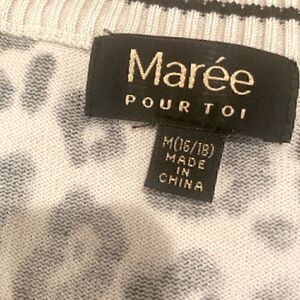 Marée
POUR TOI
M(16/18)
MADE
IN
CHINA